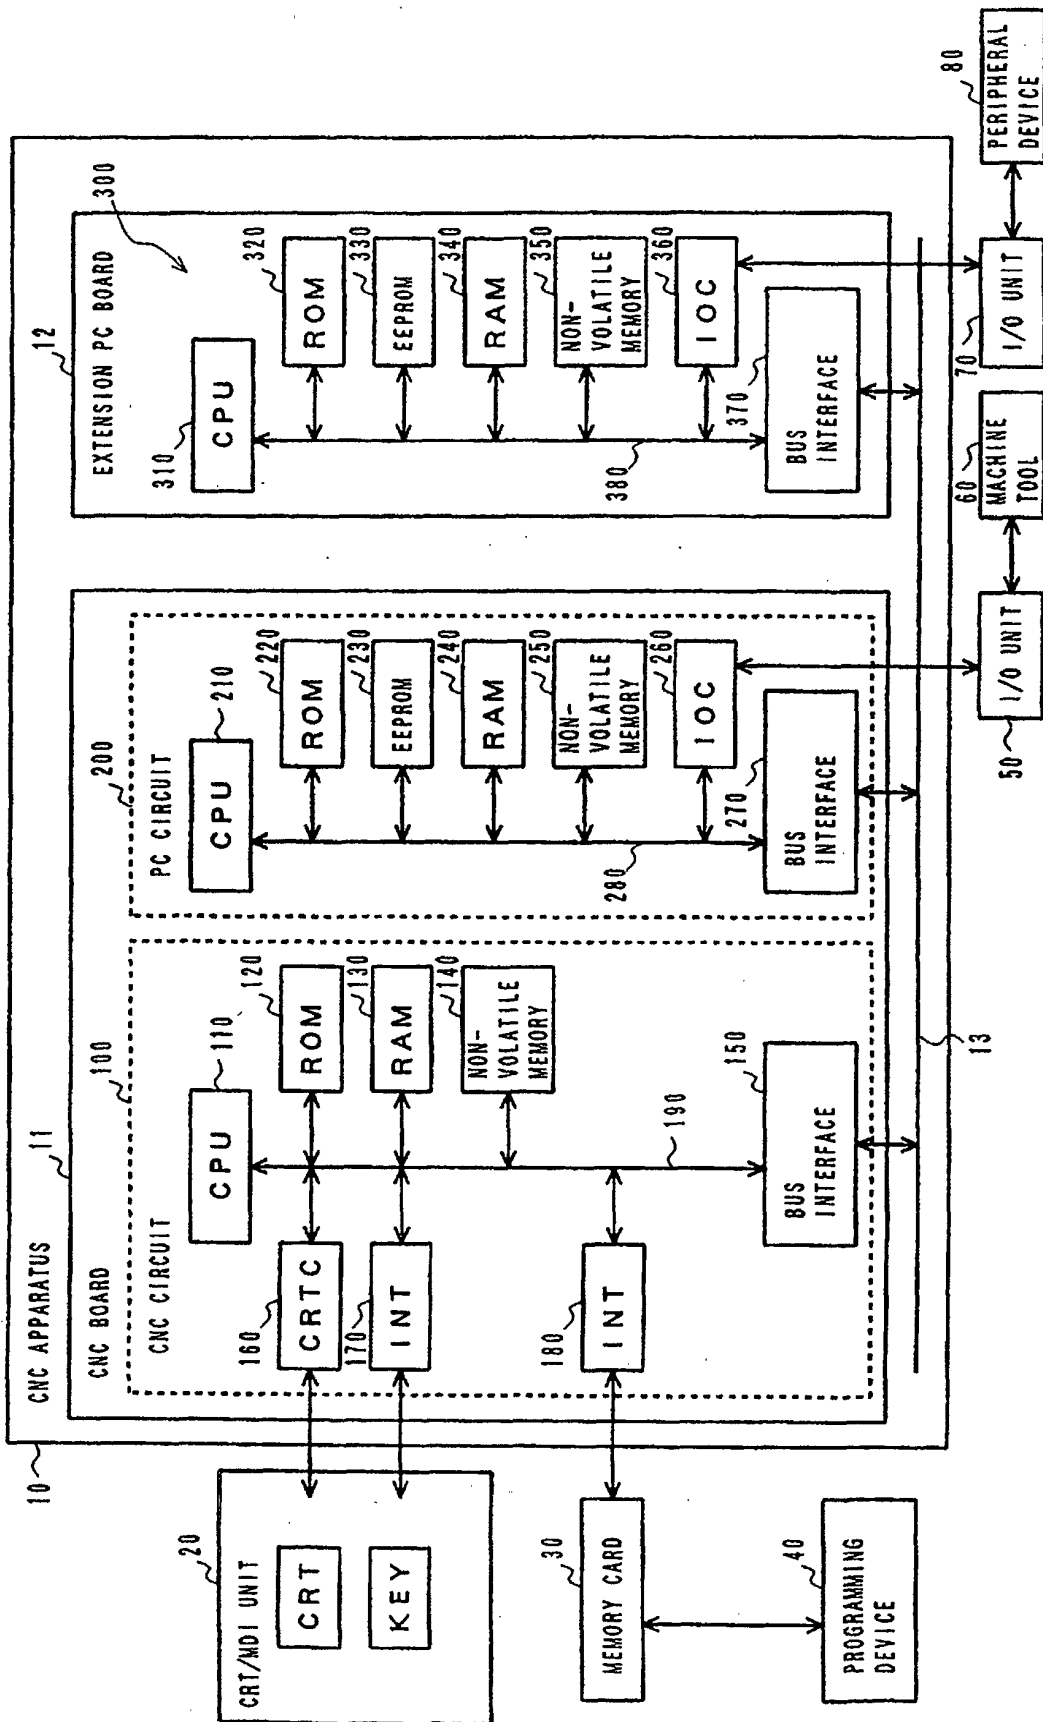 10
CNC APPARATUS
11
CNC BOARD
100
CNC CIRCUIT
110
CPU
120
ROM
130
RAM
140
NON-
VOLATILE
MEMORY
160
CRTC
170
INT
180
INT
190
150
BUS
INTERFACE
200
PC CIRCUIT
210
CPU
220
ROM
230
EEPROM
240
RAM
250
NON-
VOLATILE
MEMORY
260
IOC
270
BUS
INTERFACE
280
12
EXTENSION PC BOARD
300
310
CPU
320
ROM
330
EEPROM
340
RAM
350
NON-
VOLATILE
MEMORY
360
IOC
370
BUS
INTERFACE
380
13
20
CRT/MDI UNIT
CRT
KEY
30
MEMORY CARD
40
PROGRAMMING
DEVICE
50
I/O UNIT
60
MACHINE
TOOL
70
I/O UNIT
80
PERIPHERAL
DEVICE